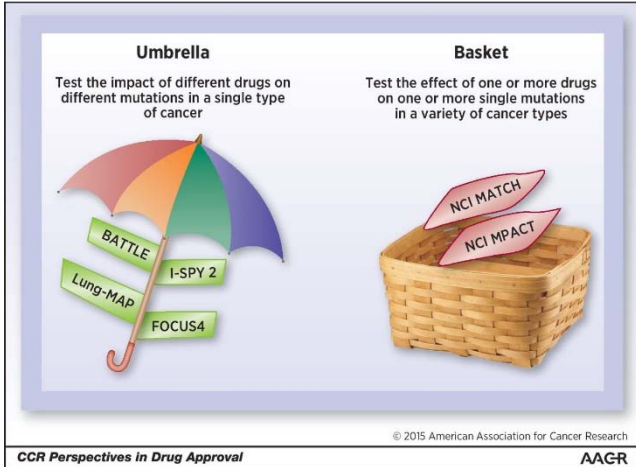 Umbrella
Test the impact of different drugs on
different mutations in a single type
of cancer
BATTLE
I-SPY 2
Lung-MAP
FOCUS4
Basket
Test the effect of one or more drugs
on one or more single mutations
in a variety of cancer types
NCI MATCH
NCI MPACT
© 2015 American Association for Cancer Research
CCR Perspectives in Drug Approval
AACR